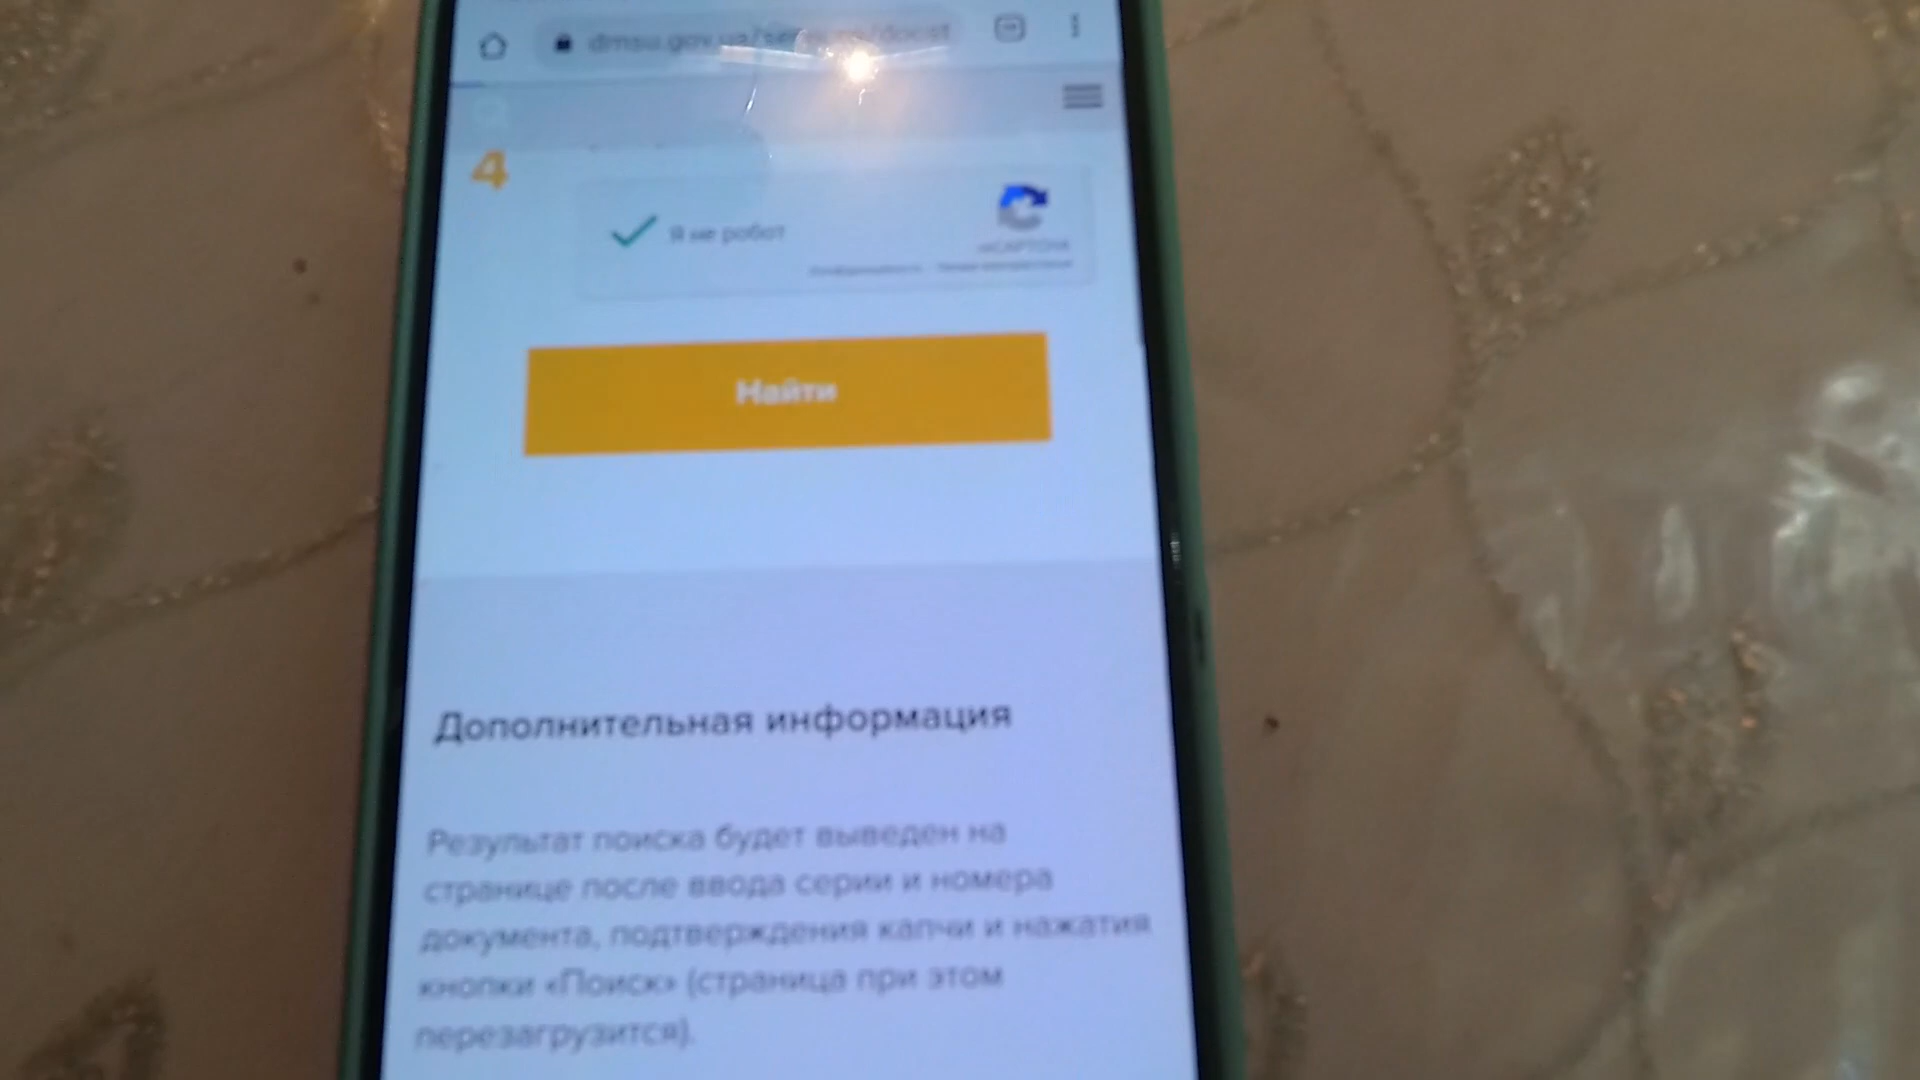 4
Я не робот
reCAPTCHA
Найти
Дополнительная информация
Результат поиска будет выведен на
странице после ввода серии и номера
документа, подтверждения капчи и нажатия
кнопки «Поиск» (страница при этом
перезагрузится).